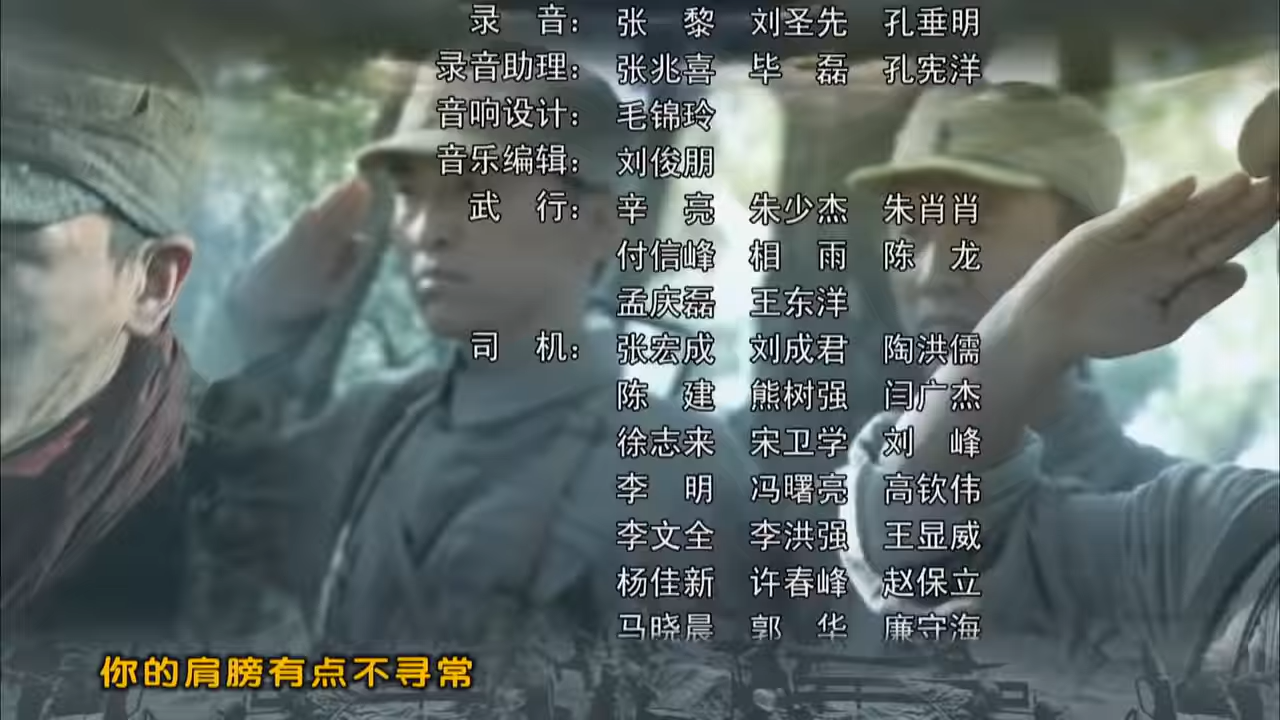 录 音： 张 黎 刘圣先 孔垂明
录音助理： 张兆喜 毕 磊 孔宪洋
音响设计： 毛锦玲
音乐编辑： 刘俊朋
武 行： 辛 亮 朱少杰 朱肖肖
付信峰 相 雨 陈 龙
孟庆磊 王东洋
司 机： 张宏成 刘成君 陶洪儒
陈 建 熊树强 闫广杰
徐志来 宋卫学 刘 峰
李 明 冯曙亮 高钦伟
李文全 李洪强 王显威
杨佳新 许春峰 赵保立
马晓晨 郭 华 廉守海
你的肩膀有点不寻常